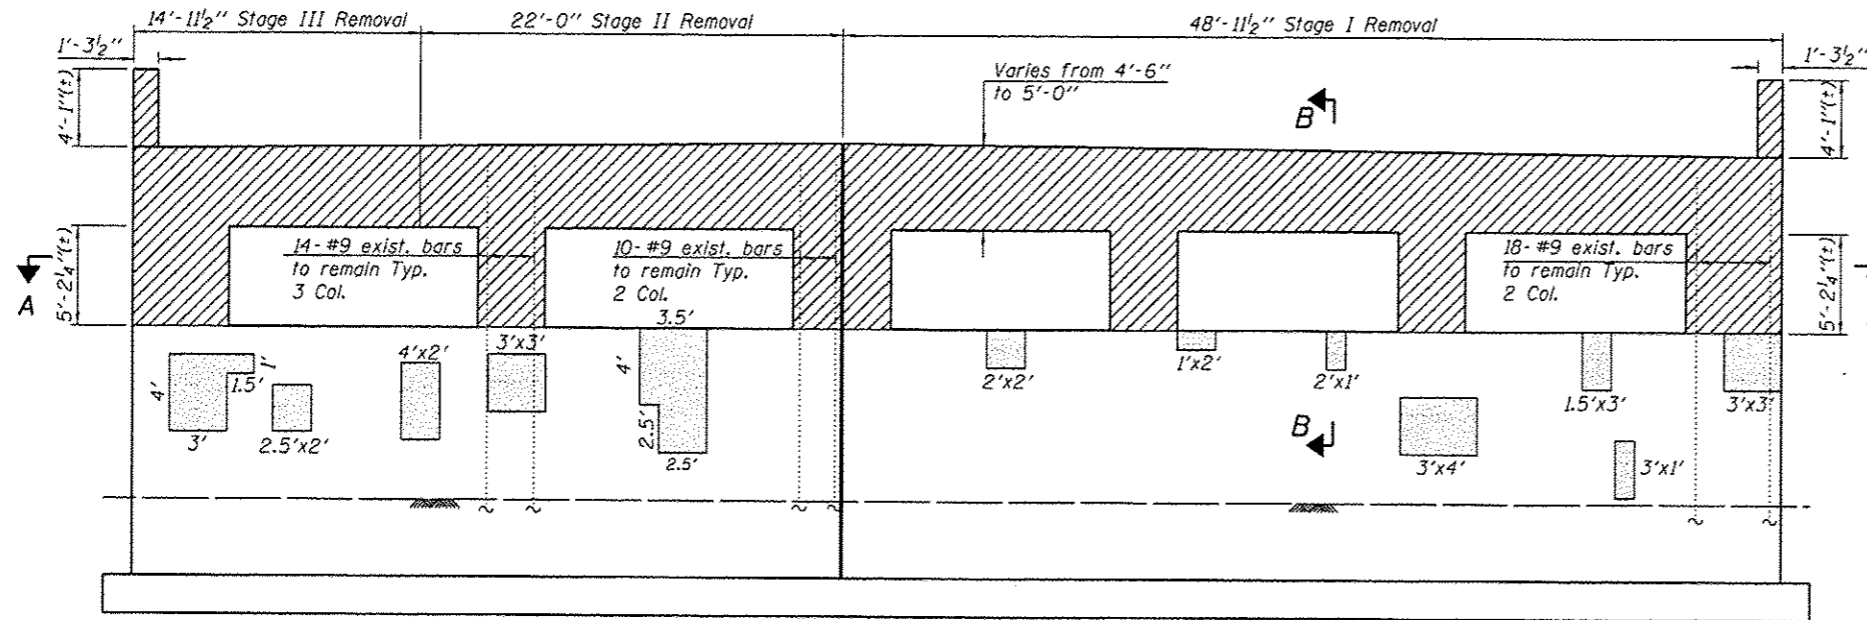 14'-11½" Stage III Removal
22'-0" Stage II Removal
48'-11½" Stage I Removal
1'-3½"
1'-3½"
4'-1"(±)
Varies from 4'-6"
to 5'-0"
B
4'-1"(±)
A
5'-2¼"(±)
14- #9 exist. bars
to remain Typ.
3 Col.
10- #9 exist. bars
to remain Typ.
2 Col.
18- #9 exist. bars
to remain Typ.
2 Col.
5'-2¼"(±)
3.5'
4'
1'
1.5'
3'
2.5'x2'
4'x2'
3'x3'
4'
2.5'
2.5'
2'x2'
1'x2'
2'x1'
1.5'x3'
3'x3'
B
3'x4'
3'x1'